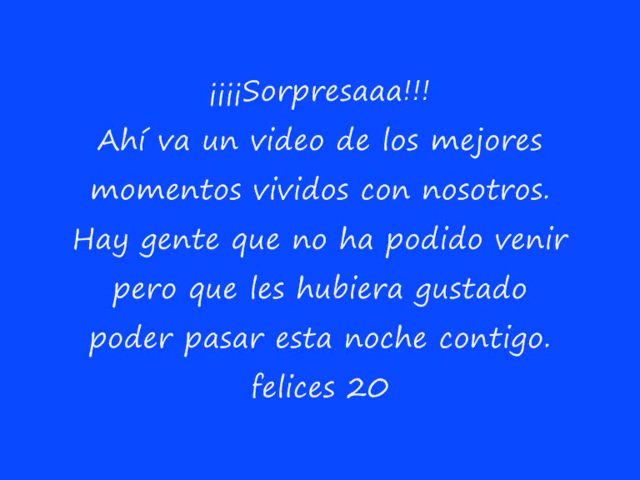 ¡¡¡¡Sorpresaaa!!!
Ahí va un video de los mejores
momentos vividos con nosotros.
Hay gente que no ha podido venir
pero que les hubiera gustado
poder pasar esta noche contigo.
felices 20